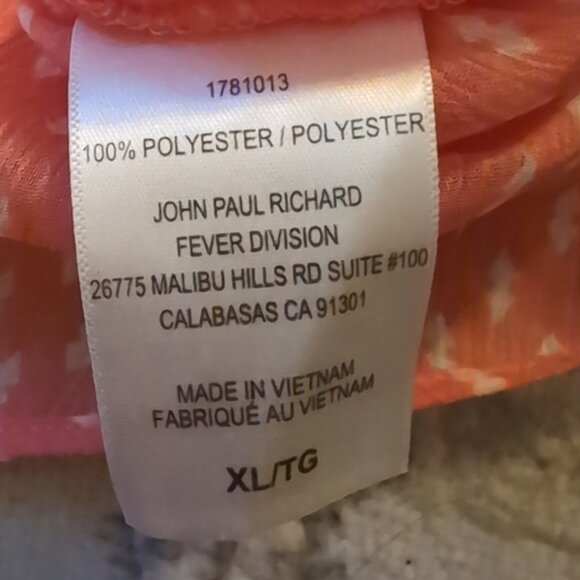 1781013
100% POLYESTER / POLYESTER
JOHN PAUL RICHARD
FEVER DIVISION
26775 MALIBU HILLS RD SUITE #100
CALABASAS CA 91301
MADE IN VIETNAM
FABRIQUÉ AU VIETNAM
XL/TG